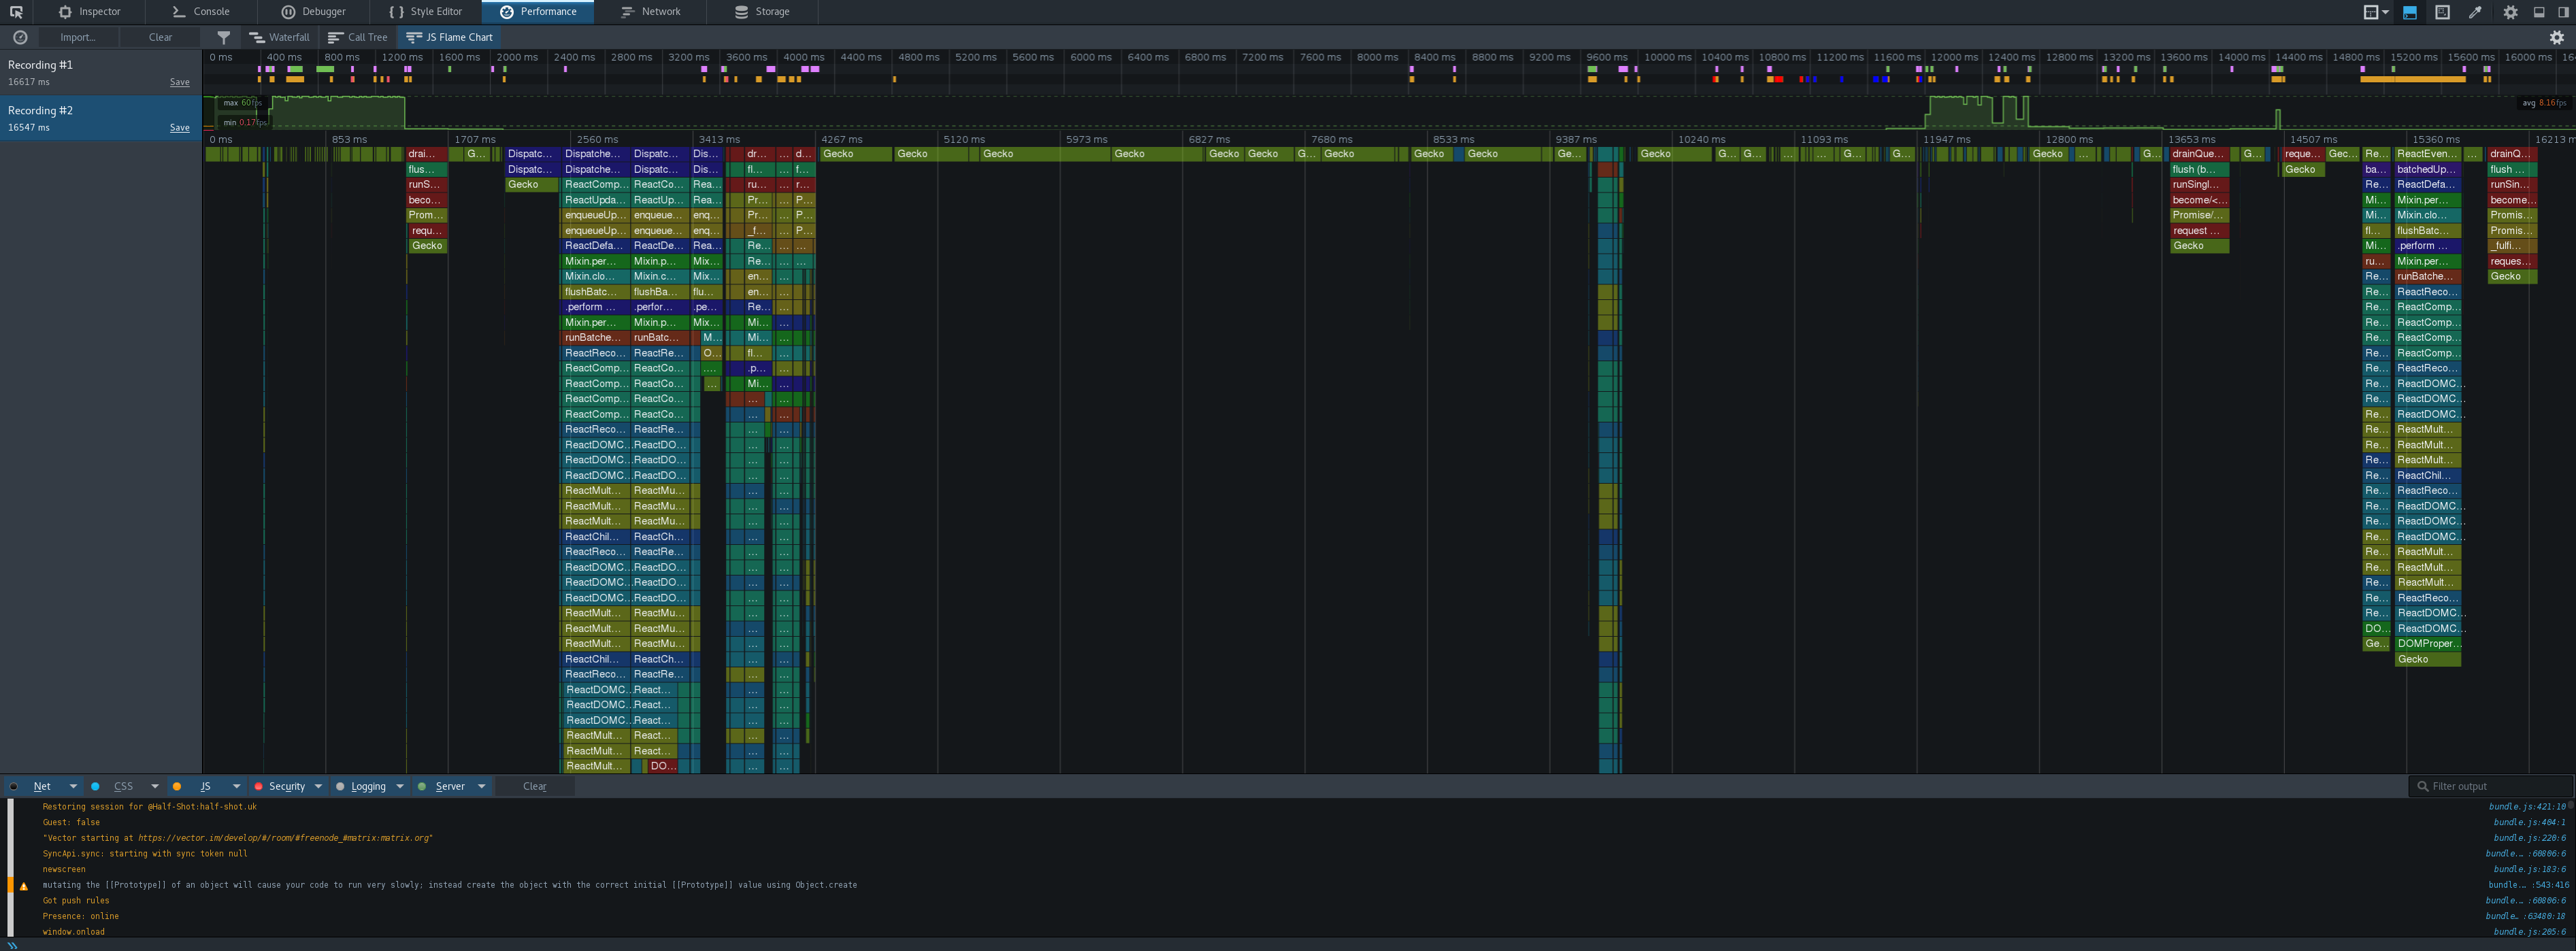 Inspector Console Debugger Style Editor Performance Network Storage
Import... Clear Waterfall Call Tree JS Flame Chart
Recording #1
16617 ms Save
Recording #2
16547 ms Save
0 ms 400 ms 800 ms 1200 ms 1600 ms 2000 ms 2400 ms 2800 ms 3200 ms 3600 ms 4000 ms 4400 ms 4800 ms 5200 ms 5600 ms 6000 ms 6400 ms 6800 ms 7200 ms 7600 ms 8000 ms 8400 ms 8800 ms 9200 ms 9600 ms 10000 ms 10400 ms 10800 ms 11200 ms 11600 ms 12000 ms 12400 ms 12800 ms 13200 ms 13600 ms 14000 ms 14400 ms 14800 ms 15200 ms 15600 ms 16000 ms 16
max 60fps
avg 8.16fps
min 0.17fps
0 ms 853 ms 1707 ms 2560 ms 3413 ms 4267 ms 5120 ms 5973 ms 6827 ms 7680 ms 8533 ms 9387 ms 10240 ms 11093 ms 11947 ms 12800 ms 13653 ms 14507 ms 15360 ms 16213 m
drai... G... Dispatc... Dispatche... Dispatc... Dis... dr... ... d... Gecko Gecko Gecko Gecko Gecko Gecko G... Gecko Gecko Gecko Ge... Gecko G... G... ... ... G... G... Gecko ... G... drainQue... G... reque... Gec... Re... ReactEven... ... drainQ...
flus... Dispatc... Dispatche... Dispatc... Dis... fl... ... f... flush (b... Gecko ba... batchedUp... flush ...
runS... Gecko ReactComp... ReactCo... Rea... ru... ... r... runSingl... Re... ReactDefa... runSin...
beco... ReactUpda... ReactUp... Rea... Pr... ... P... become/<... Mi... Mixin.per... become...
Prom... enqueueUp... enqueue... enq... Pr... ... P... Promise/... Mi... Mixin.clo... Promis...
requ... enqueueUp... enqueue... enq... _f... ... P... request ... fl... flushBatc... Promis...
Gecko ReactDefa... ReactDe... Rea... Re... ... ... Gecko Mi... .perform ... _fulfi...
Mixin.per... Mixin.p... Mix... Re... ... ... ru... Mixin.per... reques...
Mixin.clo... Mixin.c... Mix... en... ... Re... runBatche... Gecko
flushBatc... flushBa... flu... en... ... Re... ReactReco...
.perform ... .perfor... .pe... Re... ... Re... ReactComp...
Mixin.per... Mixin.p... Mix... Mi... ... Re... ReactComp...
runBatche... runBatc... M... Mi... ... Re... ReactComp...
ReactReco... ReactRe... O... fl... ... Re... ReactComp...
ReactComp... ReactCo... .... .p... ... Re... ReactReco...
ReactComp... ReactCo... ... Mi... ... Re... ReactDOMC...
ReactComp... ReactCo... ... ... Re... ReactDOMC...
ReactComp... ReactCo... ... ... Re... ReactDOMC...
ReactReco... ReactRe... ... ... Re... ReactMult...
ReactDOMC... ReactDO... ... ... Re... ReactMult...
ReactDOMC... ReactDO... ... ... Re... ReactMult...
ReactDOMC... ReactDO... ... ... Re... ReactChil...
ReactMult... ReactMu... ... ... Re... ReactReco...
ReactMult... ReactMu... ... ... Re... ReactDOMC...
ReactMult... ReactMu... ... ... Re... ReactDOMC...
ReactChil... ReactCh... ... ... Re... ReactDOMC...
ReactReco... ReactRe... ... ... Re... ReactMult...
ReactDOMC... ReactDO... ... ... Re... ReactMult...
ReactDOMC... ReactDO... ... ... Re... ReactMult...
ReactDOMC... ReactDO... ... ... Re... ReactReco...
ReactMult... ReactMu... ... ... Re... ReactDOMC...
ReactMult... ReactMu... ... ... DO... ReactDOMC...
ReactMult... ReactMu... ... ... Ge... DOMProper...
ReactChil... ReactCh... ... ... Gecko
ReactReco... ReactRe... ... ...
ReactDOMC... React... ... ...
ReactDOMC... React... ... ...
ReactDOMC... React... ... ...
ReactMult... React... ... ...
ReactMult... React... ... ...
ReactMult... DO... ... ...
Net CSS JS Security Logging Server Clear Filter output
Restoring session for @Half-Shot:half-shot.uk bundle.js:421:10
Guest: false bundle.js:404:1
"Vector starting at https://vector.im/develop/#/room/#freenode_#matrix:matrix.org" bundle.js:220:6
SyncApi.sync: starting with sync token null bundle.… :60806:6
newscreen bundle.js:183:6
mutating the [[Prototype]] of an object will cause your code to run very slowly; instead create the object with the correct initial [[Prototype]] value using Object.create bundle.… :543:416
Got push rules bundle.… :60806:6
Presence: online bundle.…:63480:18
window.onload bundle.js:205:6